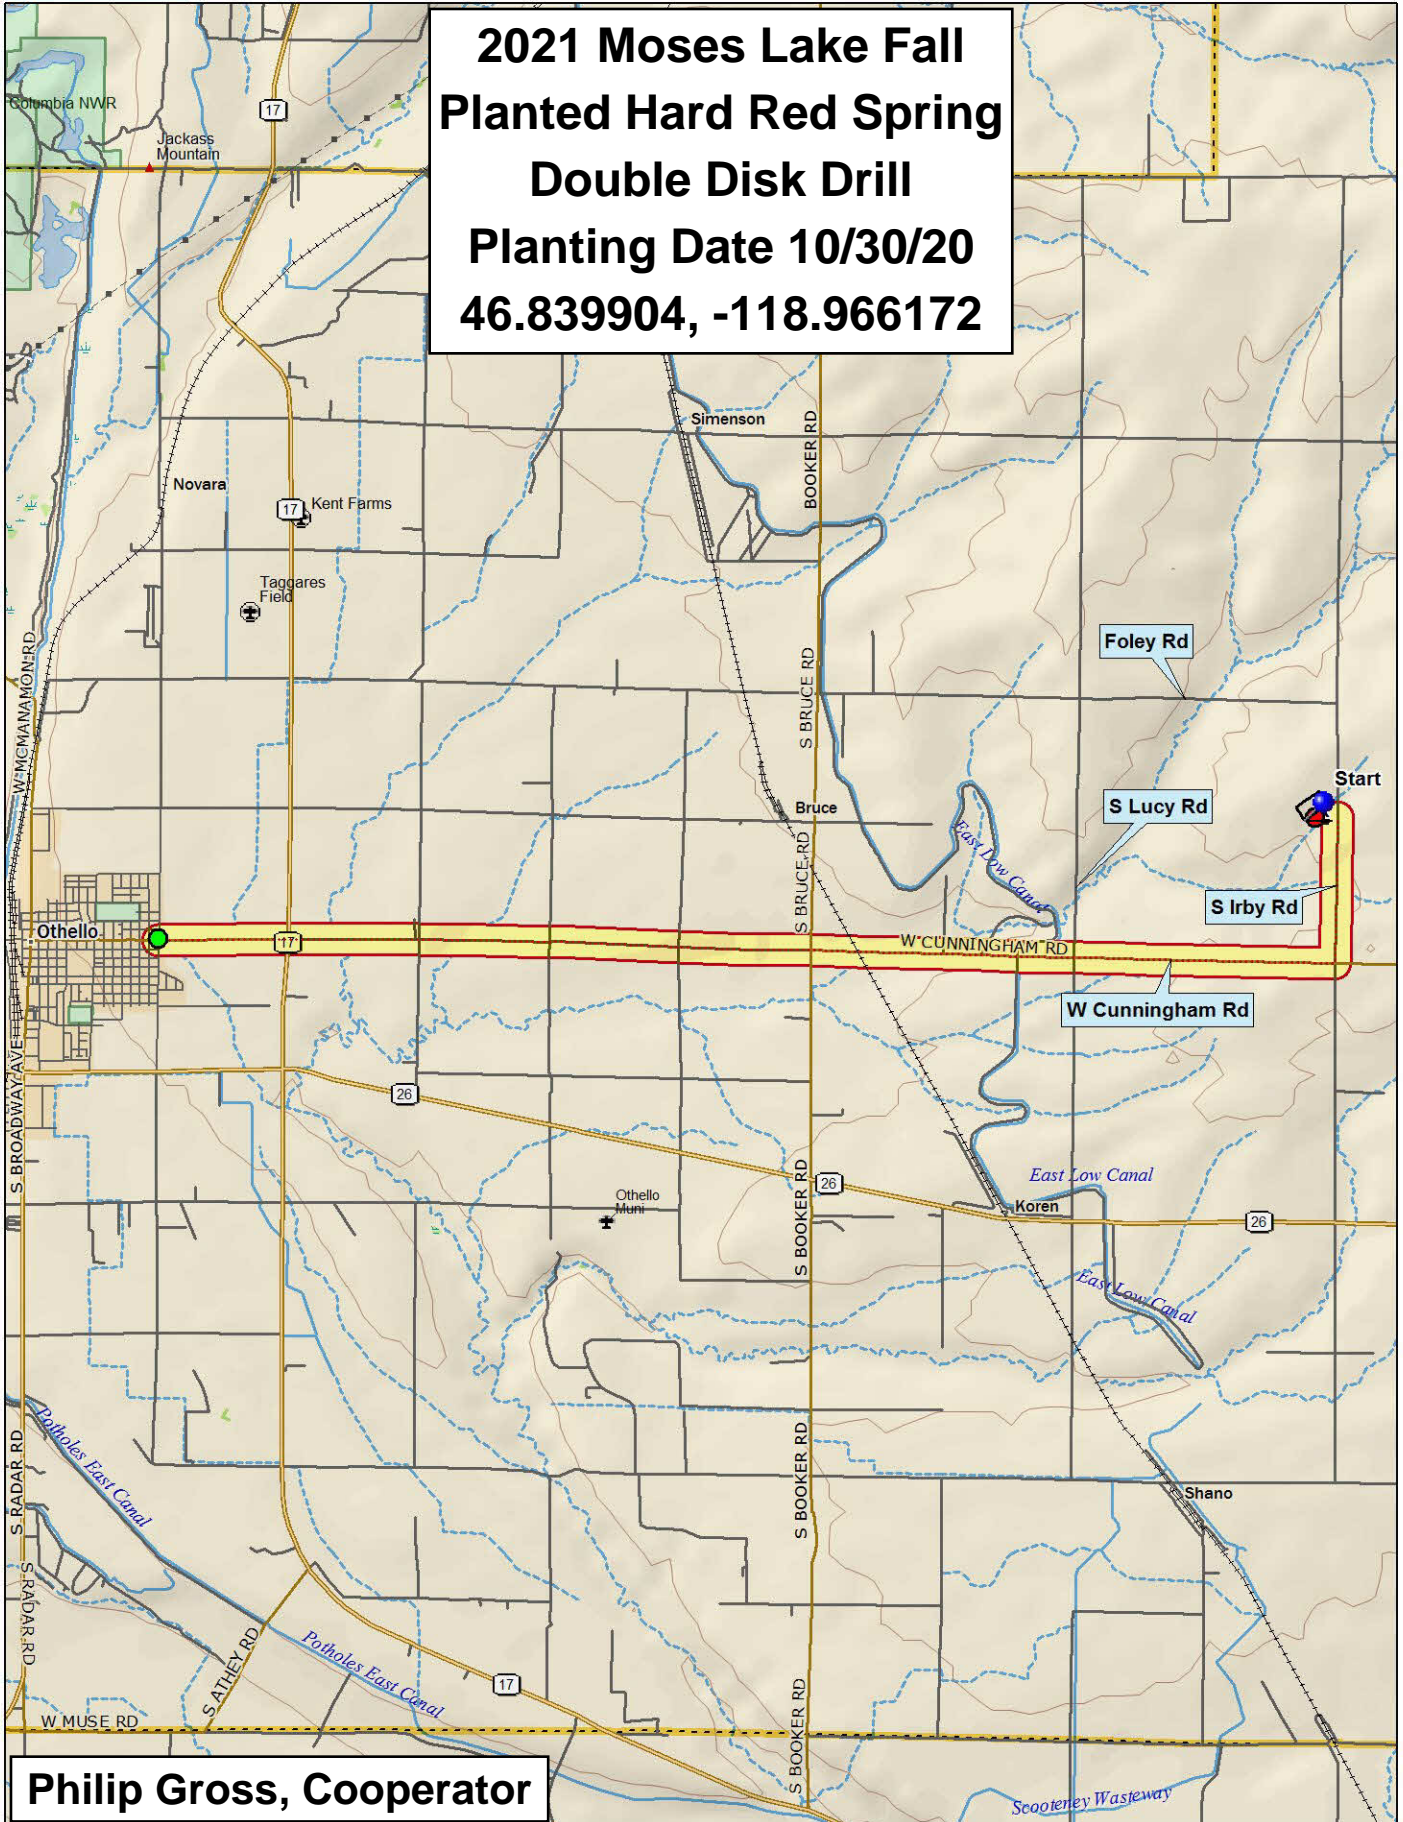 2021 Moses Lake Fall
Planted Hard Red Spring
Double Disk Drill
Planting Date 10/30/20
46.839904, -118.966172
Columbia NWR
17
Jackass
Mountain
Simenson
BOOKER RD
Novara
17
Kent Farms
Taggares
Field
W MCMANAMON RD
Foley Rd
S BRUCE RD
Start
Bruce
S Lucy Rd
East Low Canal
S BRUCE RD
S Irby Rd
Othello
17
W CUNNINGHAM RD
W Cunningham Rd
S BROADWAY AVE
26
S BOOKER RD
26
East Low Canal
Othello
Muni
Koren
26
East Low Canal
Potholes East Canal
S RADAR RD
S BOOKER RD
Shano
S RADAR RD
S ATHEY RD
Potholes East Canal
17
S BOOKER RD
W MUSE RD
Philip Gross, Cooperator
Scooteney Wasteway